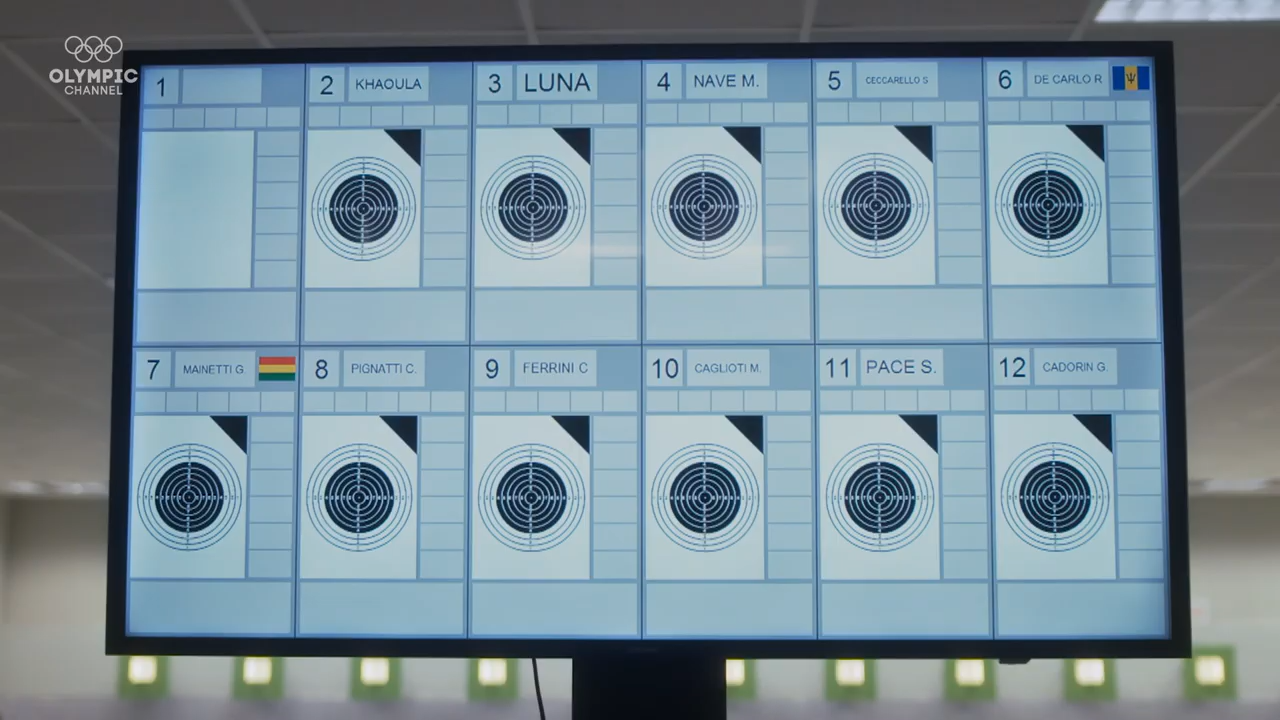 OLYMPIC
CHANNEL
1
2 KHAOULA
3 LUNA
4 NAVE M.
5 CECCARELLO S
6 DE CARLO R
7 MAINETTI G.
8 PIGNATTI C.
9 FERRINI C
10 CAGLIOTI M.
11 PACE S.
12 CADORIN G.